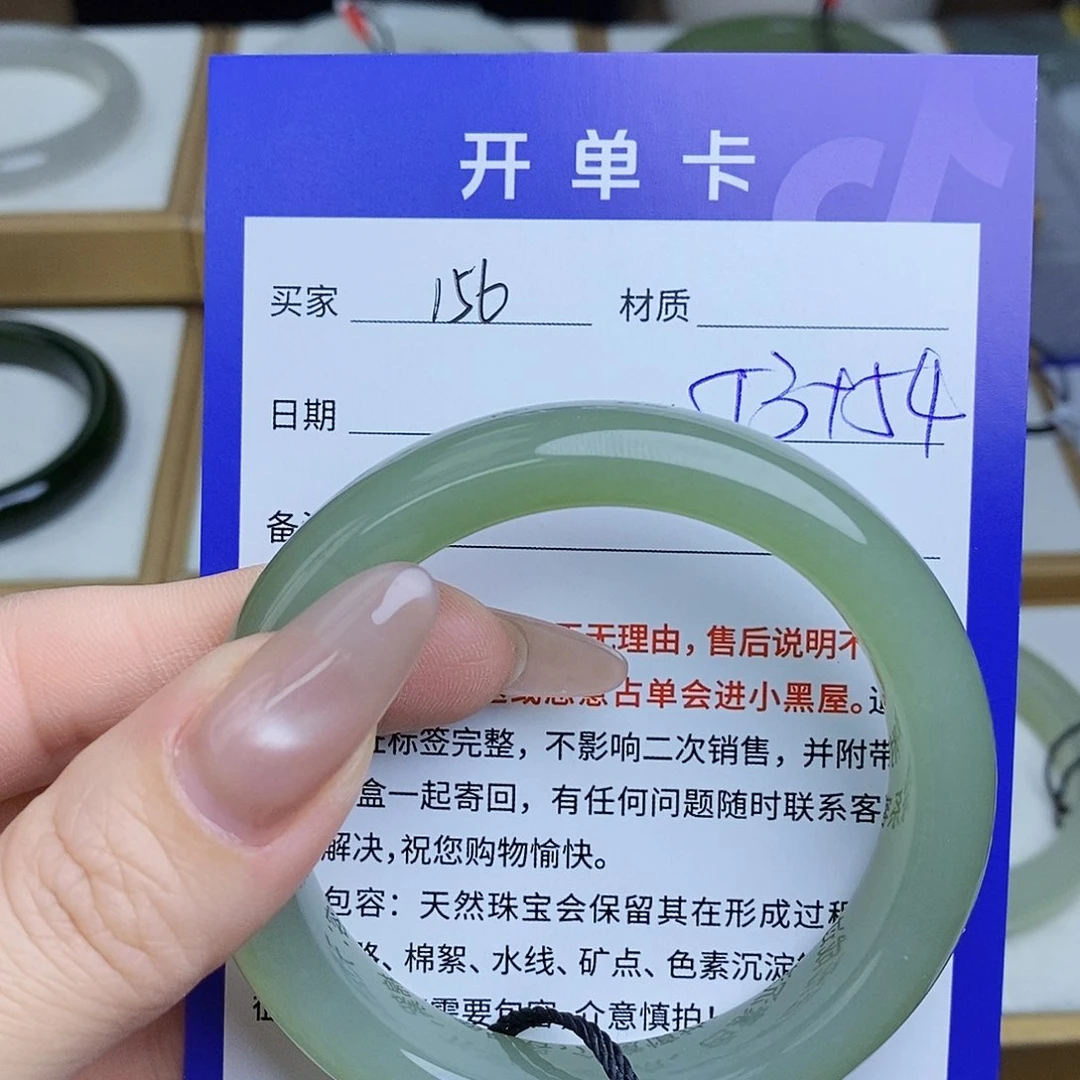 开单卡
买家 156 材质
日期
无理由，售后说明不
占单会进小黑屋。
标签完整，不影响二次销售，并附带
盒一起寄回，有任何问题随时联系客
解决，祝您购物愉快。
包容：天然珠宝会保留其在形成过程
棉絮、水线、矿点、色素沉淀
需要包容，介意慎拍！